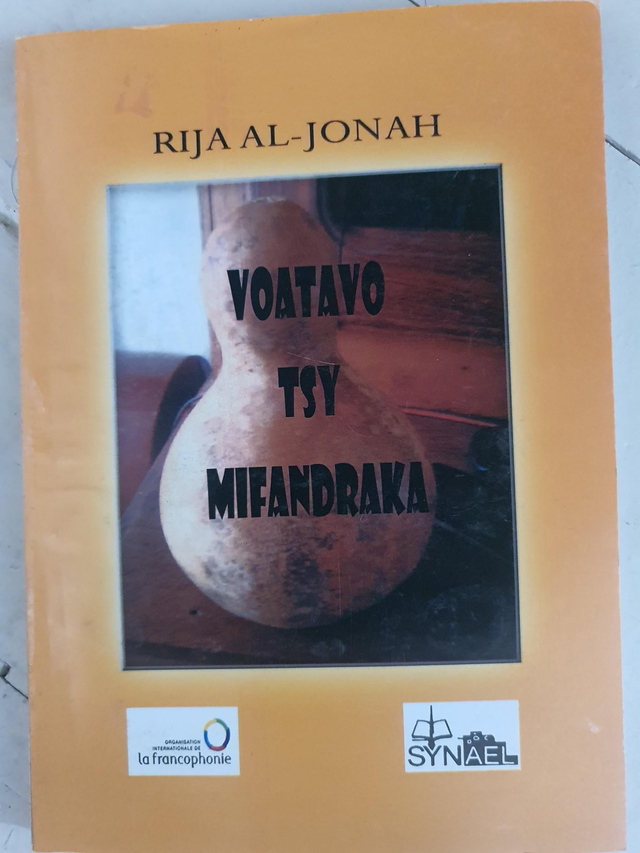 RIJA AL-JONAH
VOATAVO
TSY
MIFANDRAKA
ORGANISATION
INTERNATIONALE DE
la francophonie
SYNAEL